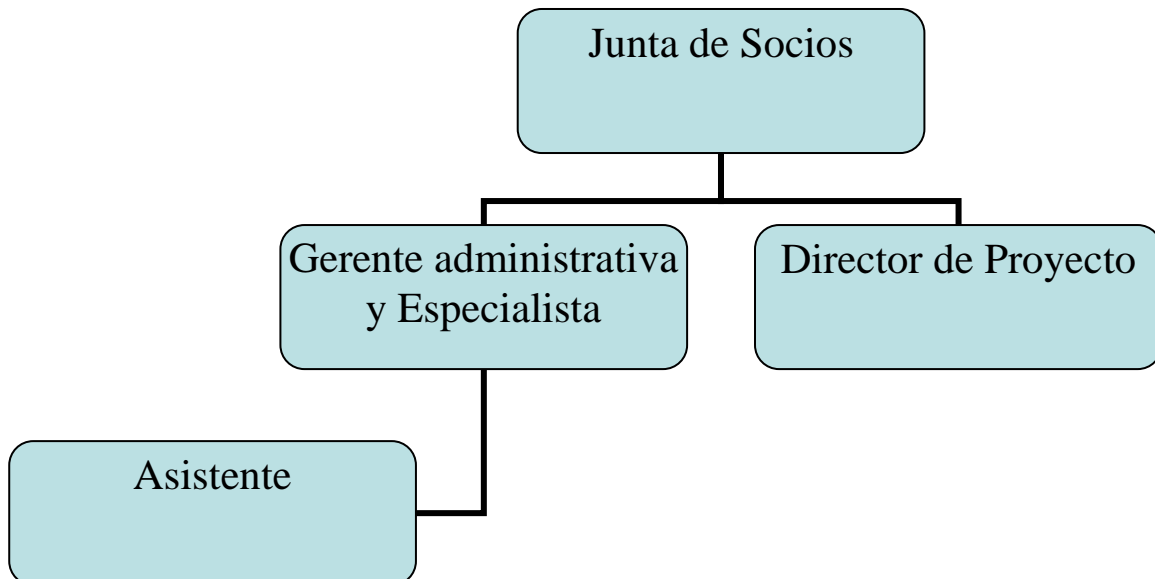 Junta de Socios
Gerente administrativa
y Especialista
Director de Proyecto
Asistente